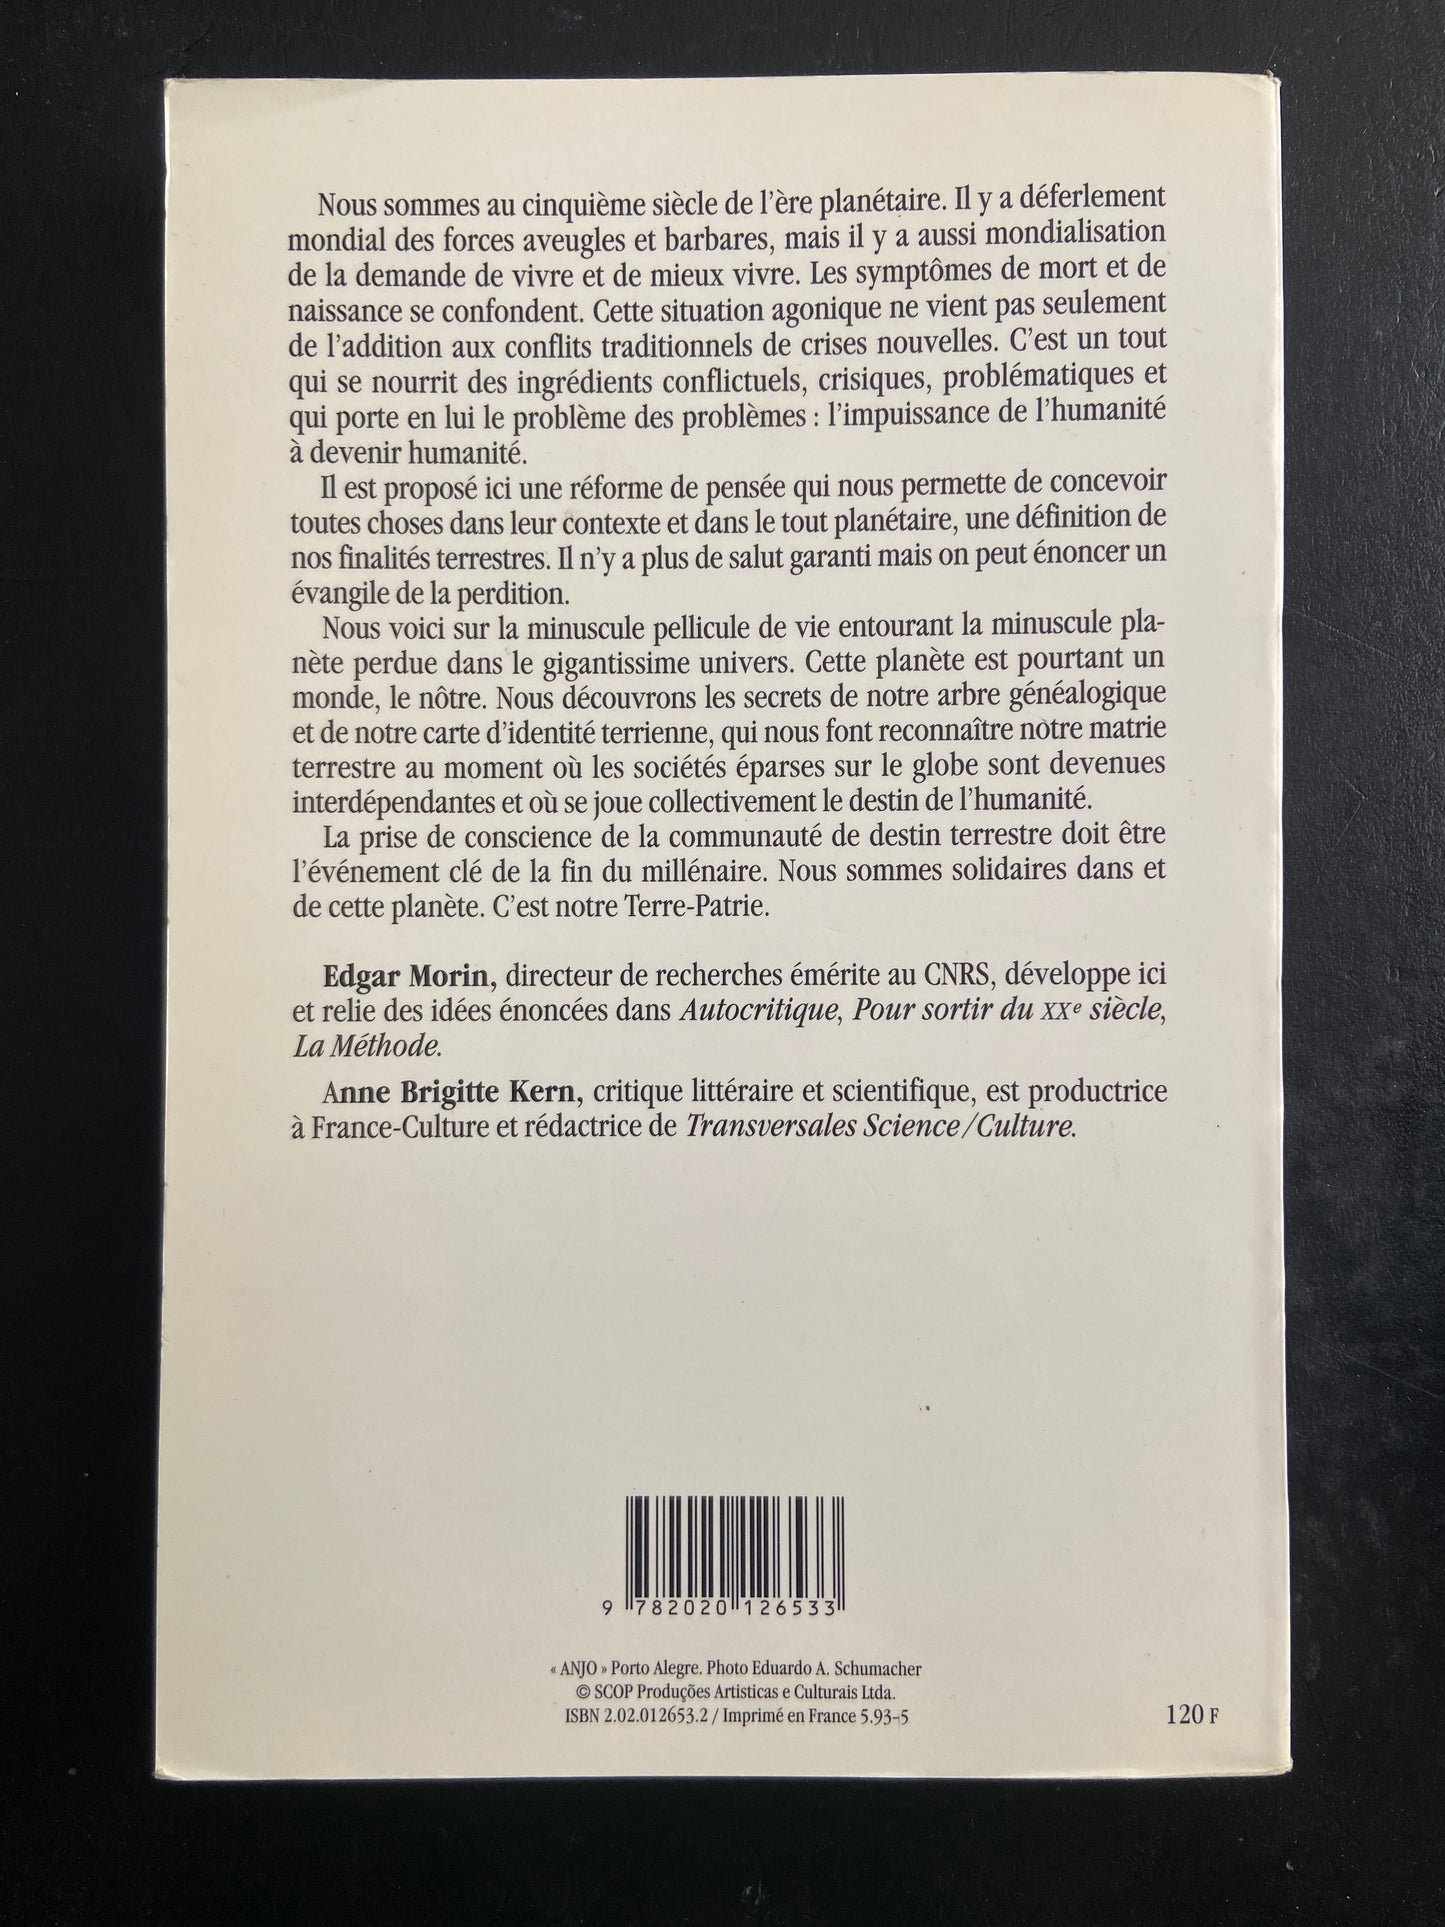 Nous sommes au cinquième siècle de l'ère planétaire. Il y a déferlement
mondial des forces aveugles et barbares, mais il y a aussi mondialisation
de la demande de vivre et de mieux vivre. Les symptômes de mort et de
naissance se confondent. Cette situation agonique ne vient pas seulement
de l'addition aux conflits traditionnels de crises nouvelles. C'est un tout
qui se nourrit des ingrédients conflictuels, crisiques, problématiques et
qui porte en lui le problème des problèmes : l'impuissance de l'humanité
à devenir humanité.
Il est proposé ici une réforme de pensée qui nous permette de concevoir
toutes choses dans leur contexte et dans le tout planétaire, une définition de
nos finalités terrestres. Il n'y a plus de salut garanti mais on peut énoncer un
évangile de la perdition.
Nous voici sur la minuscule pellicule de vie entourant la minuscule pla-
nète perdue dans le gigantissime univers. Cette planète est pourtant un
monde, le nôtre. Nous découvrons les secrets de notre arbre généalogique
et de notre carte d'identité terrienne, qui nous font reconnaître notre matrie
terrestre au moment où les sociétés éparses sur le globe sont devenues
interdépendantes et où se joue collectivement le destin de l'humanité.
La prise de conscience de la communauté de destin terrestre doit être
l'événement clé de la fin du millénaire. Nous sommes solidaires dans et
de cette planète. C'est notre Terre-Patrie.
Edgar Morin, directeur de recherches émérite au CNRS, développe ici
et relie des idées énoncées dans Autocritique, Pour sortir du XXe siècle,
La Méthode.
Anne Brigitte Kern, critique littéraire et scientifique, est productrice
à France-Culture et rédactrice de Transversales Science/Culture.
9 782020 126533
« ANJO » Porto Alegre. Photo Eduardo A. Schumacher
© SCOP Produções Artisticas e Culturais Ltda.
ISBN 2.02.012653.2 / Imprimé en France 5.93-5
120 F